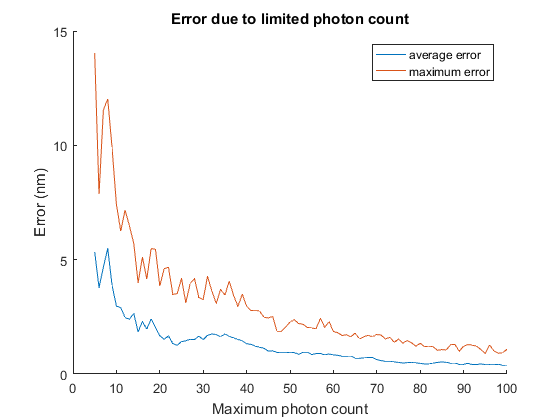 Error due to limited photon count
average error
maximum error
15
10
5
0
Error (nm)
0 10 20 30 40 50 60 70 80 90 100
Maximum photon count